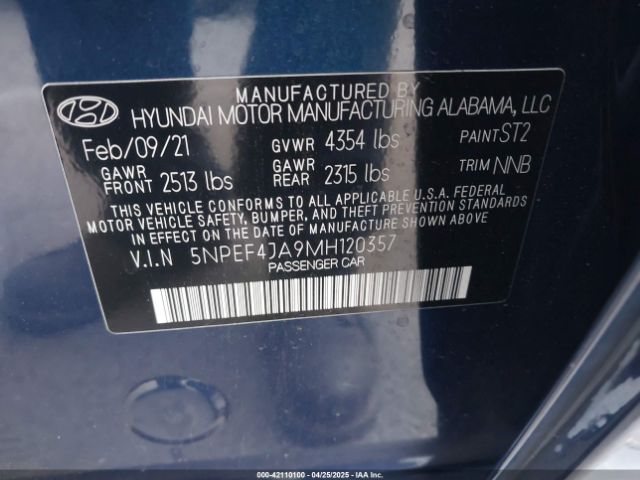 MANUFACTURED BY
HYUNDAI MOTOR MANUFACTURING ALABAMA, LLC
Feb/09/21 GVWR 4354 lbs PAINT ST2
GAWR FRONT 2513 lbs GAWR REAR 2315 lbs TRIM NNB
THIS VEHICLE CONFORMS TO ALL APPLICABLE U.S.A. FEDERAL
MOTOR VEHICLE SAFETY, BUMPER, AND THEFT PREVENTION STANDARDS
IN EFFECT ON THE DATE OF MANUFACTURE SHOWN ABOVE.
V.I.N 5NPEF4JA9MH120357
PASSENGER CAR
000-42110100 - 04/25/2025 - IAAI.COM